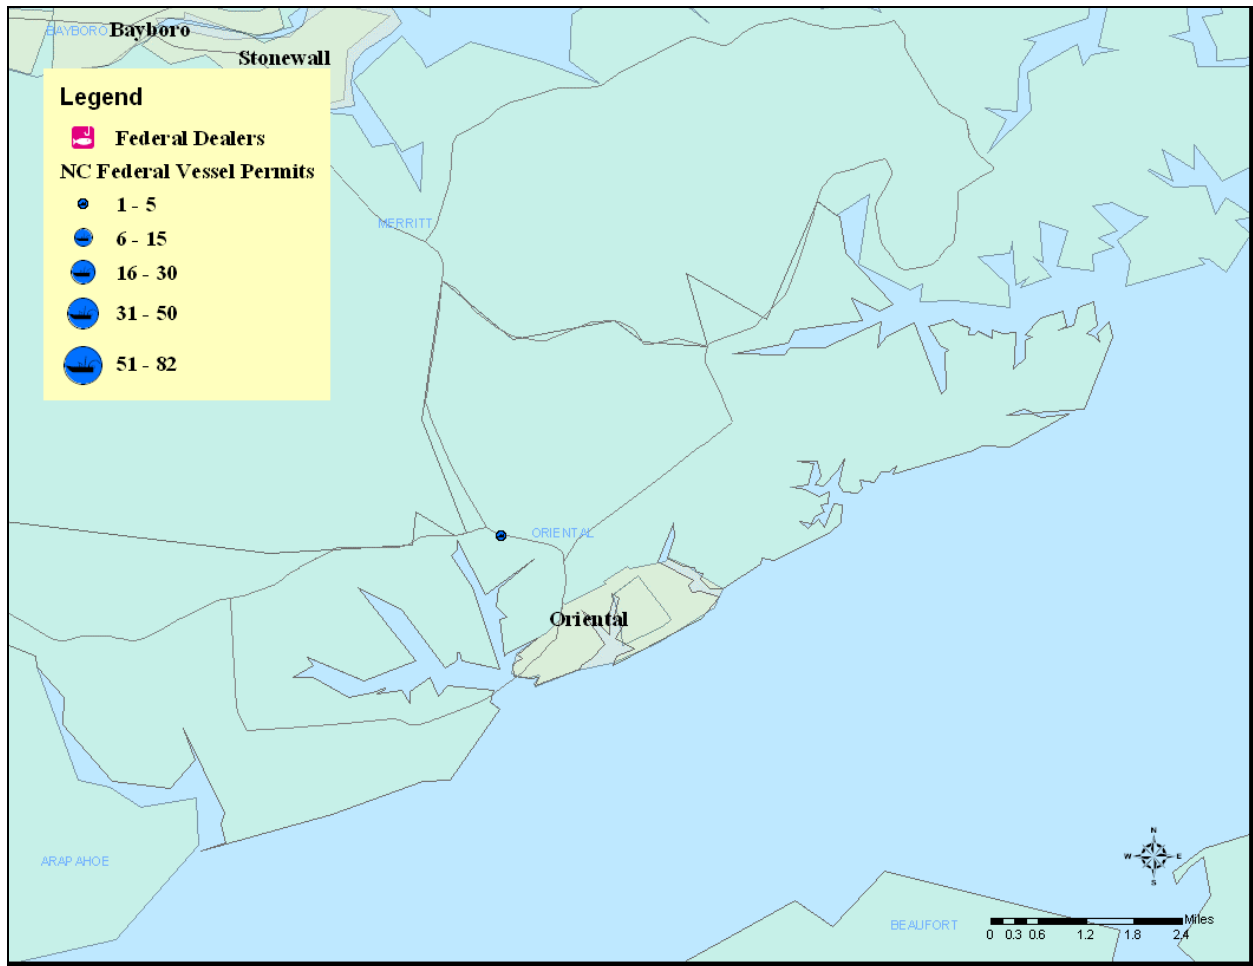 BAYBORO Bayboro
Stonewall
Legend
Federal Dealers
NC Federal Vessel Permits
1 - 5
6 - 15
16 - 30
31 - 50
51 - 82
MERRITT
ORIENTAL
Oriental
ARAPAHOE
BEAUFORT
N
W E
S
Miles
0 0.3 0.6 1.2 1.8 2.4